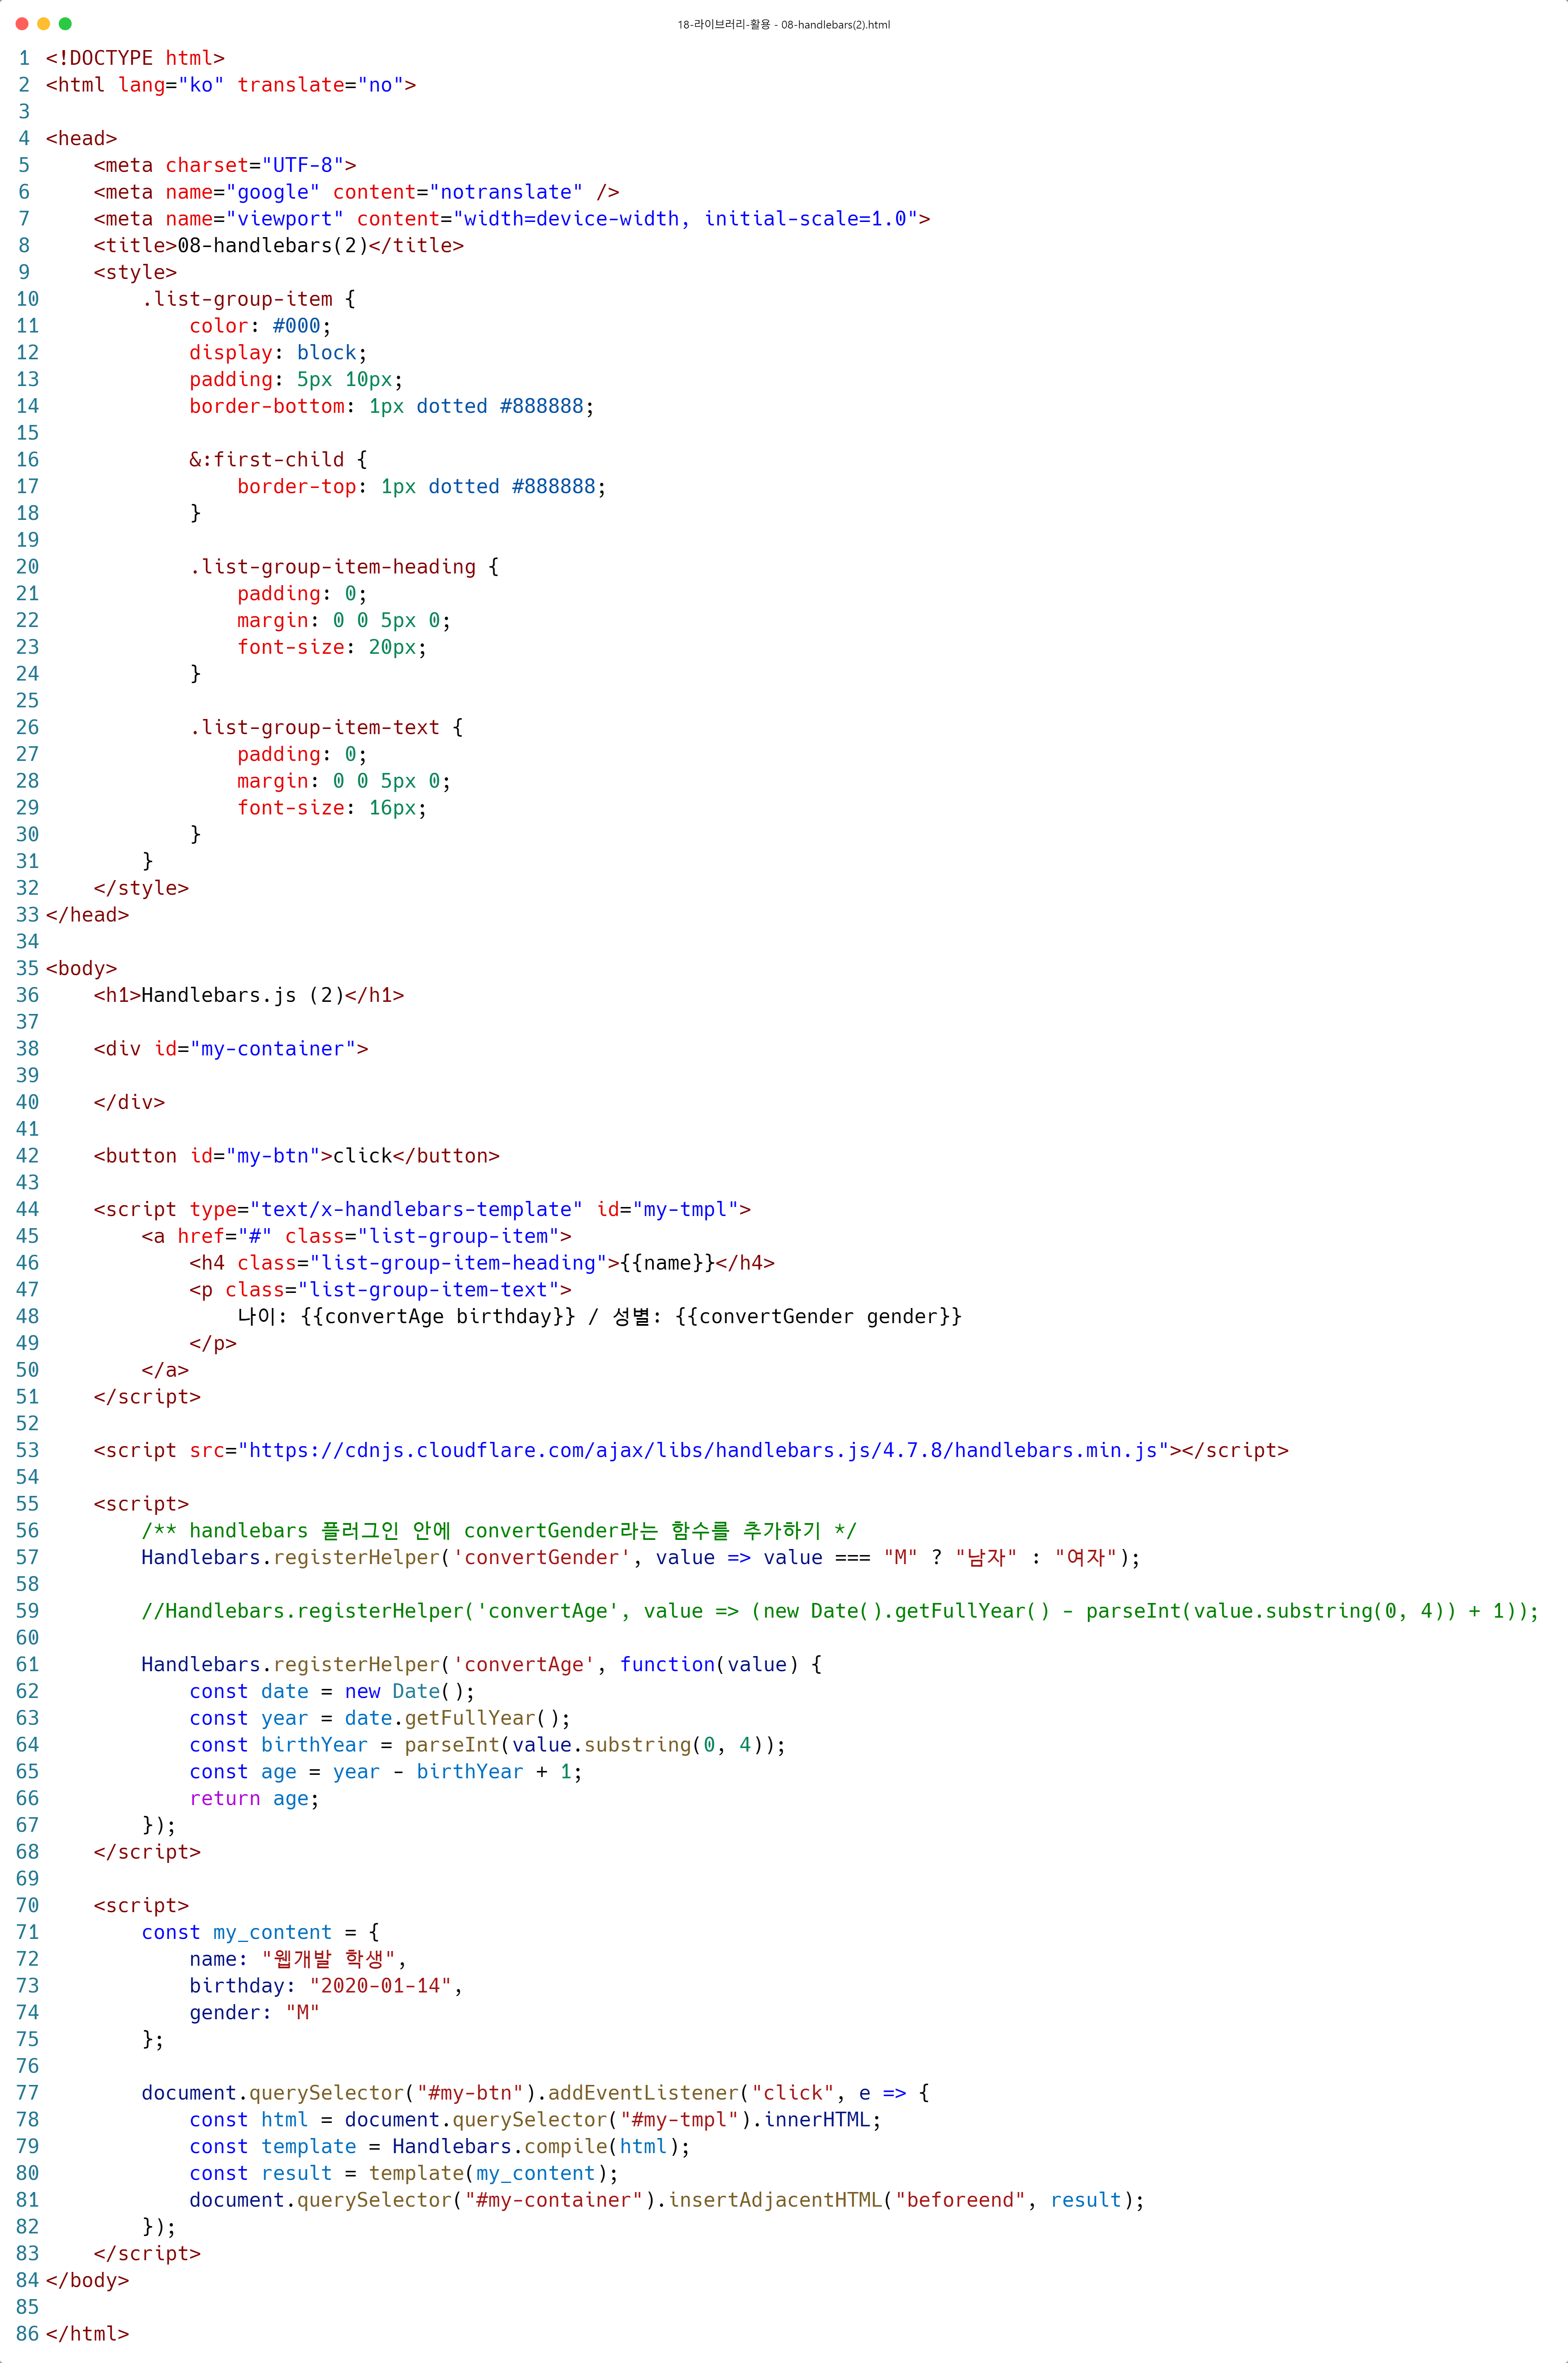 18-라이브러리-활용 - 08-handlebars(2).html
1 <!DOCTYPE html>
2 <html lang="ko" translate="no">
3
4 <head>
5     <meta charset="UTF-8">
6     <meta name="google" content="notranslate" />
7     <meta name="viewport" content="width=device-width, initial-scale=1.0">
8     <title>08-handlebars(2)</title>
9     <style>
10         .list-group-item {
11             color: #000;
12             display: block;
13             padding: 5px 10px;
14             border-bottom: 1px dotted #888888;
15
16             &:first-child {
17                 border-top: 1px dotted #888888;
18             }
19
20             .list-group-item-heading {
21                 padding: 0;
22                 margin: 0 0 5px 0;
23                 font-size: 20px;
24             }
25
26             .list-group-item-text {
27                 padding: 0;
28                 margin: 0 0 5px 0;
29                 font-size: 16px;
30             }
31         }
32     </style>
33 </head>
34
35 <body>
36     <h1>Handlebars.js (2)</h1>
37
38     <div id="my-container">
39
40     </div>
41
42     <button id="my-btn">click</button>
43
44     <script type="text/x-handlebars-template" id="my-tmpl">
45         <a href="#" class="list-group-item">
46             <h4 class="list-group-item-heading">{{name}}</h4>
47             <p class="list-group-item-text">
48                 나이: {{convertAge birthday}} / 성별: {{convertGender gender}}
49             </p>
50         </a>
51     </script>
52
53     <script src="https://cdnjs.cloudflare.com/ajax/libs/handlebars.js/4.7.8/handlebars.min.js"></script>
54
55     <script>
56         /** handlebars 플러그인 안에 convertGender라는 함수를 추가하기 */
57         Handlebars.registerHelper('convertGender', value => value === "M" ? "남자" : "여자");
58
59         //Handlebars.registerHelper('convertAge', value => (new Date().getFullYear() - parseInt(value.substring(0, 4)) + 1));
60
61         Handlebars.registerHelper('convertAge', function(value) {
62             const date = new Date();
63             const year = date.getFullYear();
64             const birthYear = parseInt(value.substring(0, 4));
65             const age = year - birthYear + 1;
66             return age;
67         });
68     </script>
69
70     <script>
71         const my_content = {
72             name: "웹개발 학생",
73             birthday: "2020-01-14",
74             gender: "M"
75         };
76
77         document.querySelector("#my-btn").addEventListener("click", e => {
78             const html = document.querySelector("#my-tmpl").innerHTML;
79             const template = Handlebars.compile(html);
80             const result = template(my_content);
81             document.querySelector("#my-container").insertAdjacentHTML("beforeend", result);
82         });
83     </script>
84 </body>
85
86 </html>